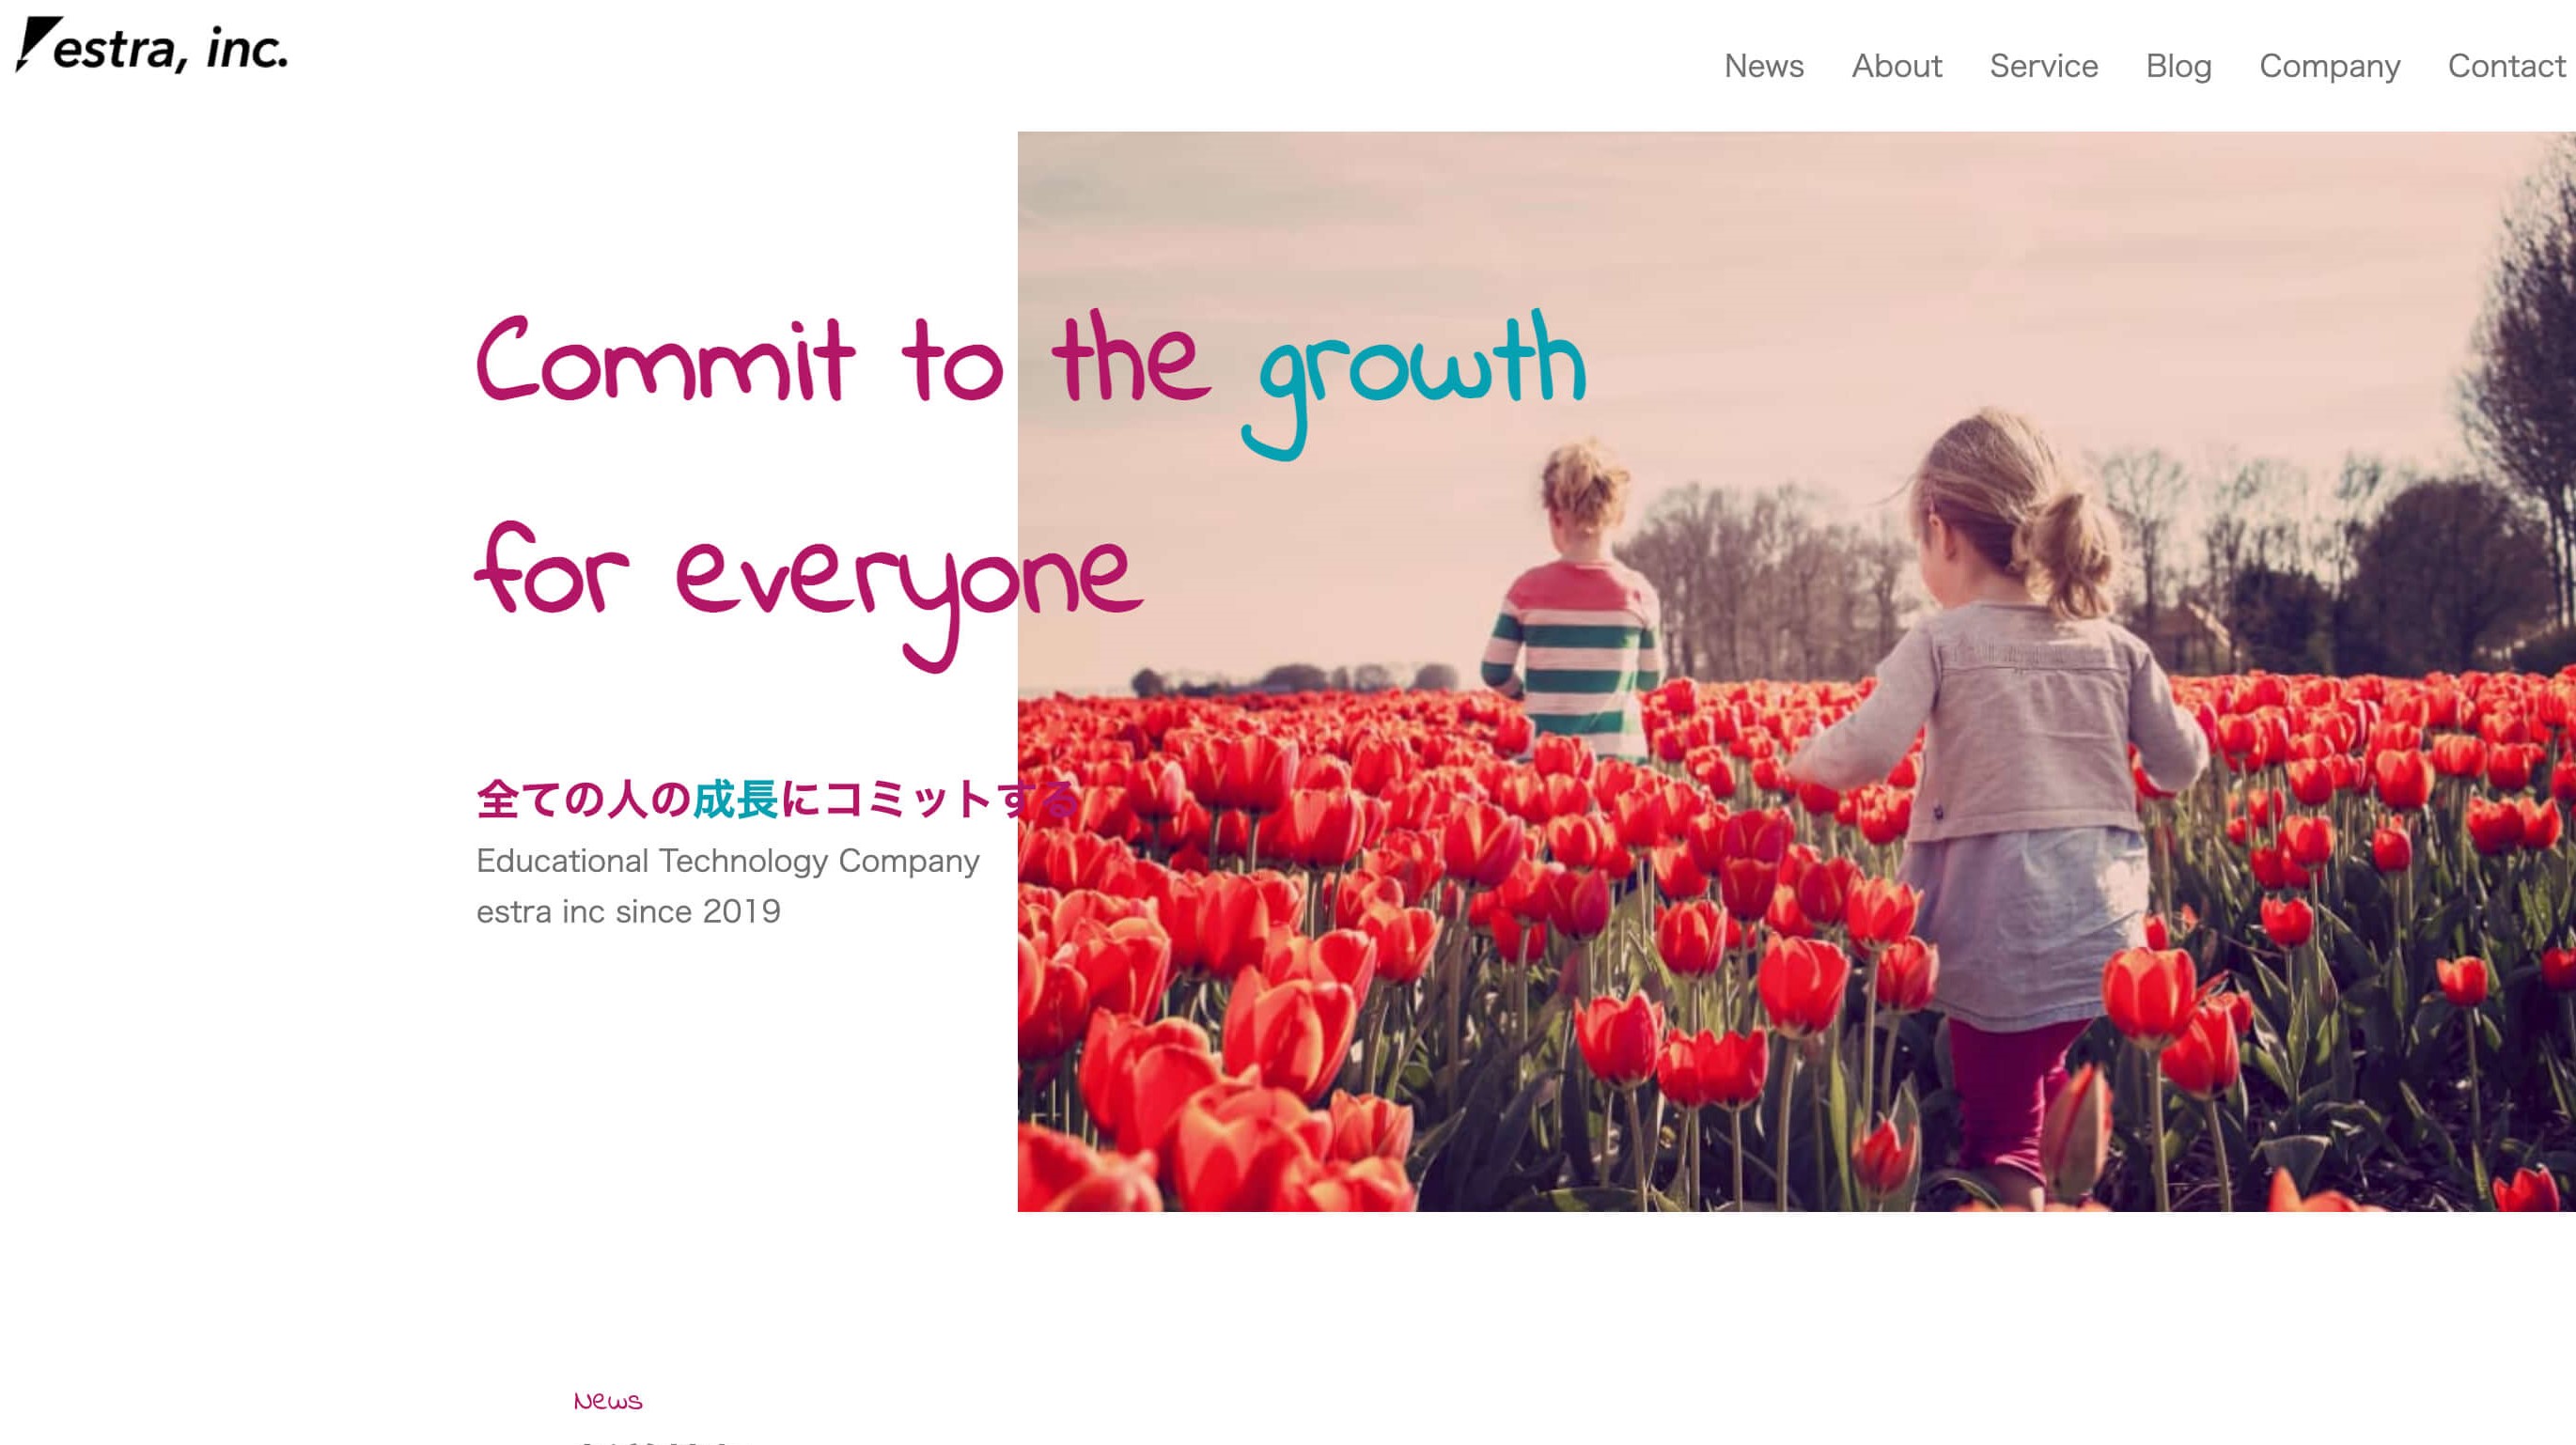 estra, inc.
News About Service Blog Company Contact
Commit to the growth
for everyone
全ての人の成長にコミットする
Educational Technology Company
estra inc since 2019
News